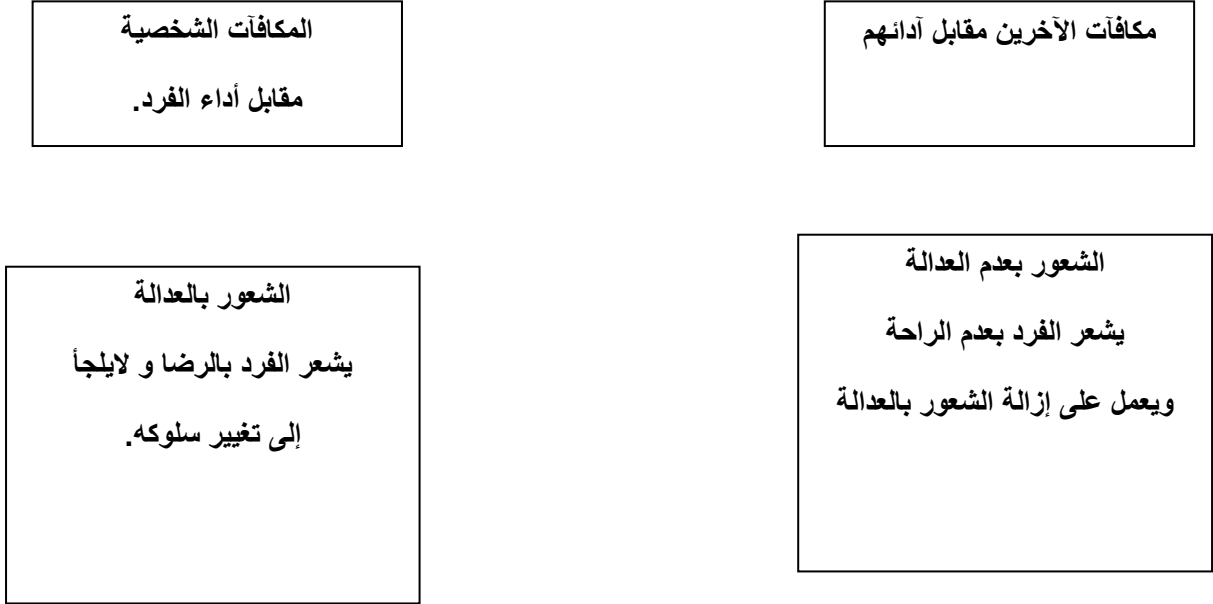 مكافآت الآخرين مقابل آدائهم
المكافآت الشخصية
مقابل أداء الفرد.
الشعور بعدم العدالة
يشعر الفرد بعدم الراحة
ويعمل على إزالة الشعور بالعدالة
الشعور بالعدالة
يشعر الفرد بالرضا و لايلجأ
إلى تغيير سلوكه.